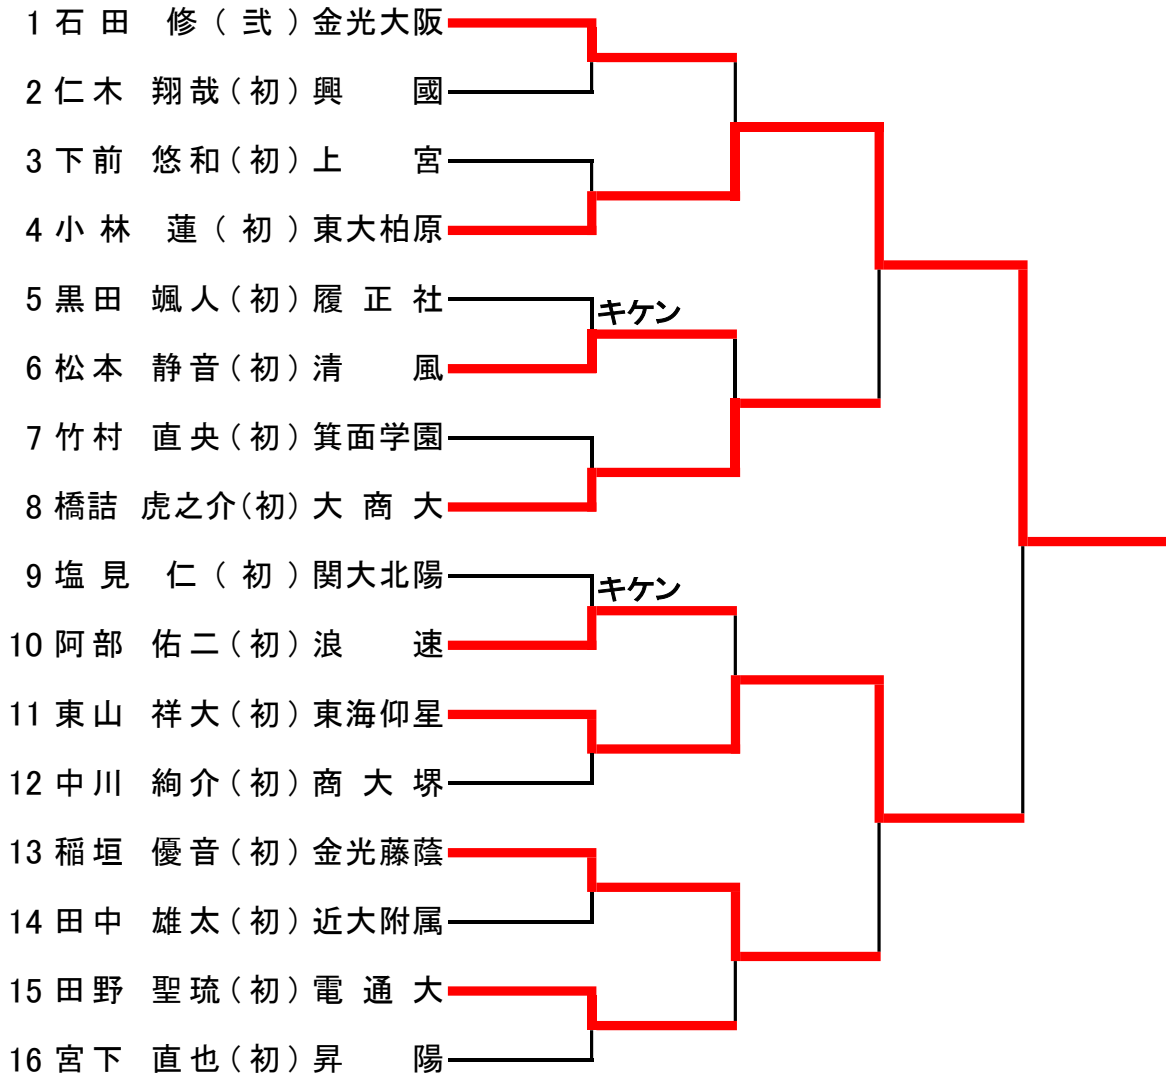 1 石田 修(弐) 金光大阪
2 仁木 翔哉(初) 興 國
3 下前 悠和(初) 上 宮
4 小林 蓮(初) 東大柏原
5 黒田 颯人(初) 履正社
キケン
6 松本 静音(初) 清 風
7 竹村 直央(初) 箕面学園
8 橋詰 虎之介(初) 大商大
9 塩見 仁(初) 関大北陽
キケン
10 阿部 佑二(初) 浪 速
11 東山 祥大(初) 東海仰星
12 中川 絢介(初) 商大堺
13 稲垣 優音(初) 金光藤蔭
14 田中 雄太(初) 近大附属
15 田野 聖琉(初) 電通大
16 宮下 直也(初) 昇 陽